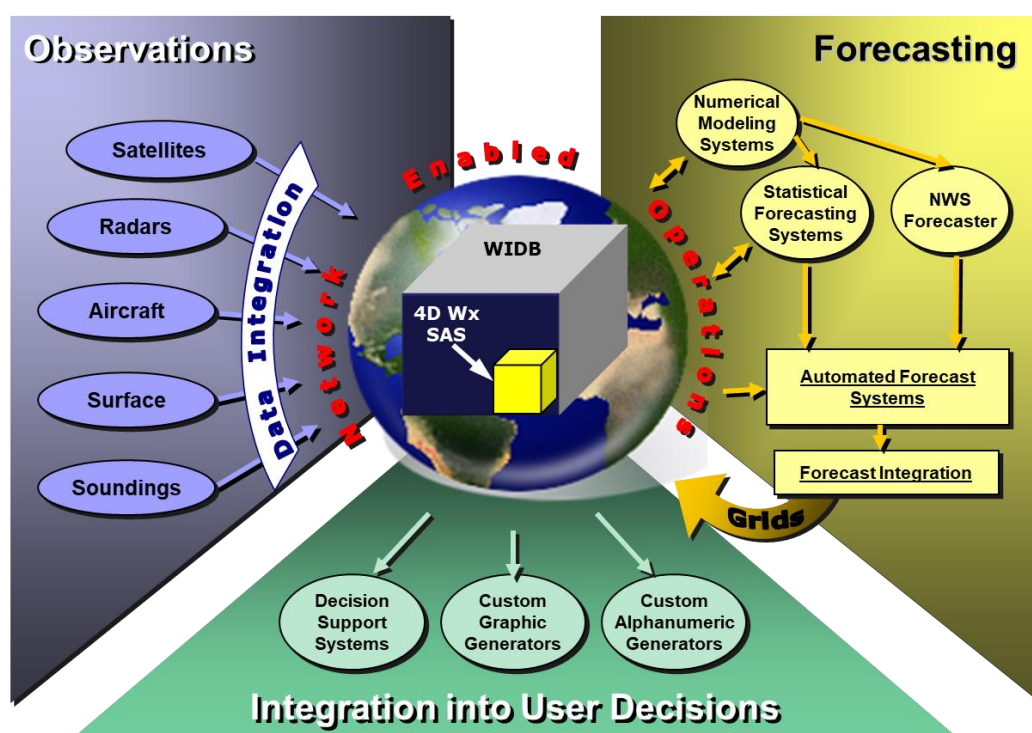 Observations
Forecasting
Satellites
Radars
Aircraft
Surface
Soundings
Data Integration
Network
Enabled
Operations
WIDB
4D Wx
SAS
Numerical
Modeling
Systems
Statistical
Forecasting
Systems
NWS
Forecaster
Automated Forecast
Systems
Forecast Integration
Grids
Decision
Support
Systems
Custom
Graphic
Generators
Custom
Alphanumeric
Generators
Integration into User Decisions